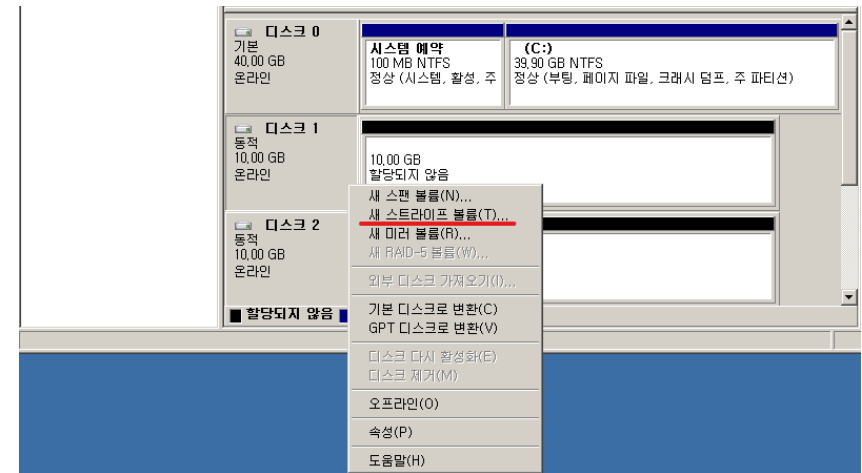 디스크 0
기본
40,00 GB
온라인
시스템 예약
100 MB NTFS
정상 (시스템, 활성, 주
(C:)
39,90 GB NTFS
정상 (부팅, 페이지 파일, 크래시 덤프, 주 파티션)
디스크 1
동적
10,00 GB
온라인
10,00 GB
할당되지 않음
디스크 2
동적
10,00 GB
온라인
할당되지 않음
새 스팬 볼륨(N)...
새 스트라이프 볼륨(T)...
새 미러 볼륨(R)...
새 RAID-5 볼륨(W)...
외부 디스크 가져오기(I)...
기본 디스크로 변환(C)
GPT 디스크로 변환(V)
디스크 다시 활성화(E)
디스크 제거(M)
오프라인(O)
속성(P)
도움말(H)